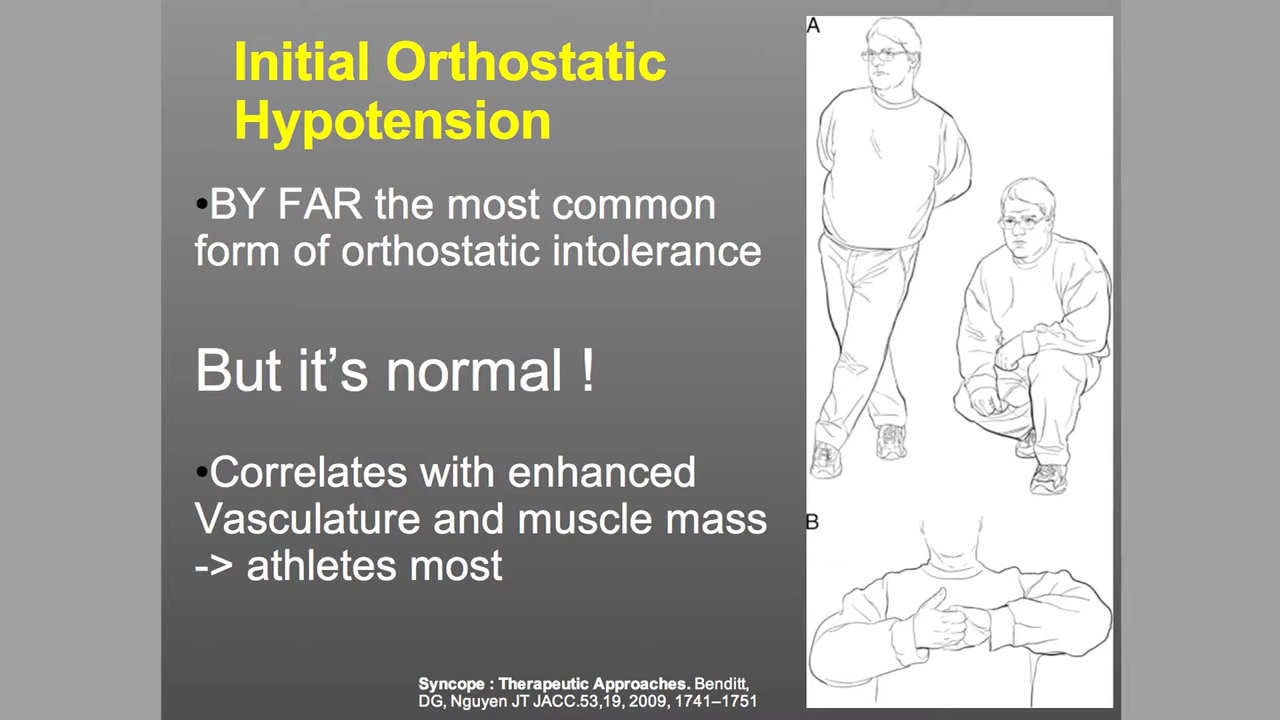 Initial Orthostatic
Hypotension
•BY FAR the most common
form of orthostatic intolerance
But it’s normal !
•Correlates with enhanced
Vasculature and muscle mass
-> athletes most
Syncope : Therapeutic Approaches. Benditt,
DG, Nguyen JT JACC.53,19, 2009, 1741–1751
A
B